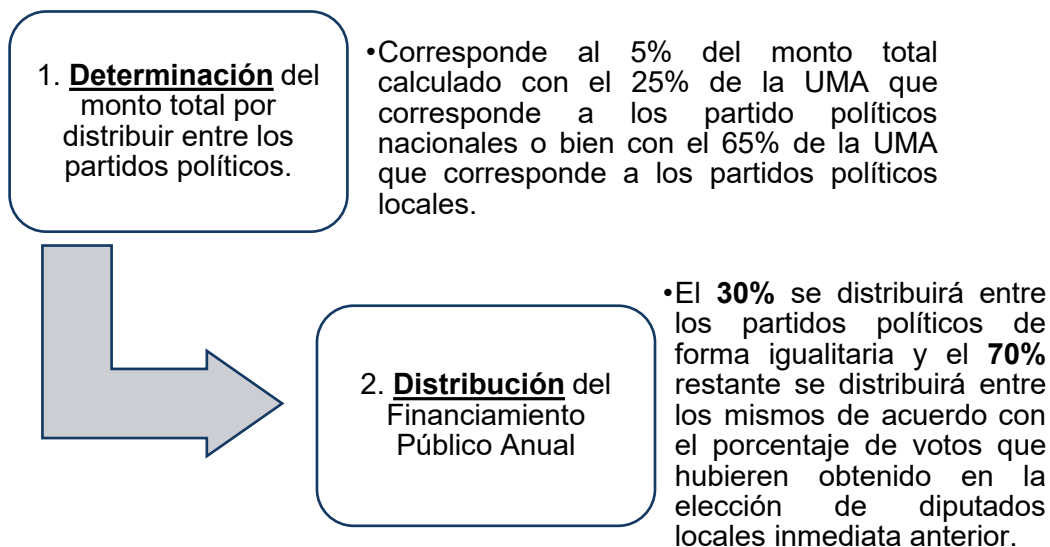 1. Determinación del
monto total por
distribuir entre los
partidos políticos.
•Corresponde al 5% del monto total
calculado con el 25% de la UMA que
corresponde a los partido políticos
nacionales o bien con el 65% de la UMA
que corresponde a los partidos políticos
locales.
2. Distribución del
Financiamiento
Público Anual
•El 30% se distribuirá entre
los partidos políticos de
forma igualitaria y el 70%
restante se distribuirá entre
los mismos de acuerdo con
el porcentaje de votos que
hubieren obtenido en la
elección de diputados
locales inmediata anterior.